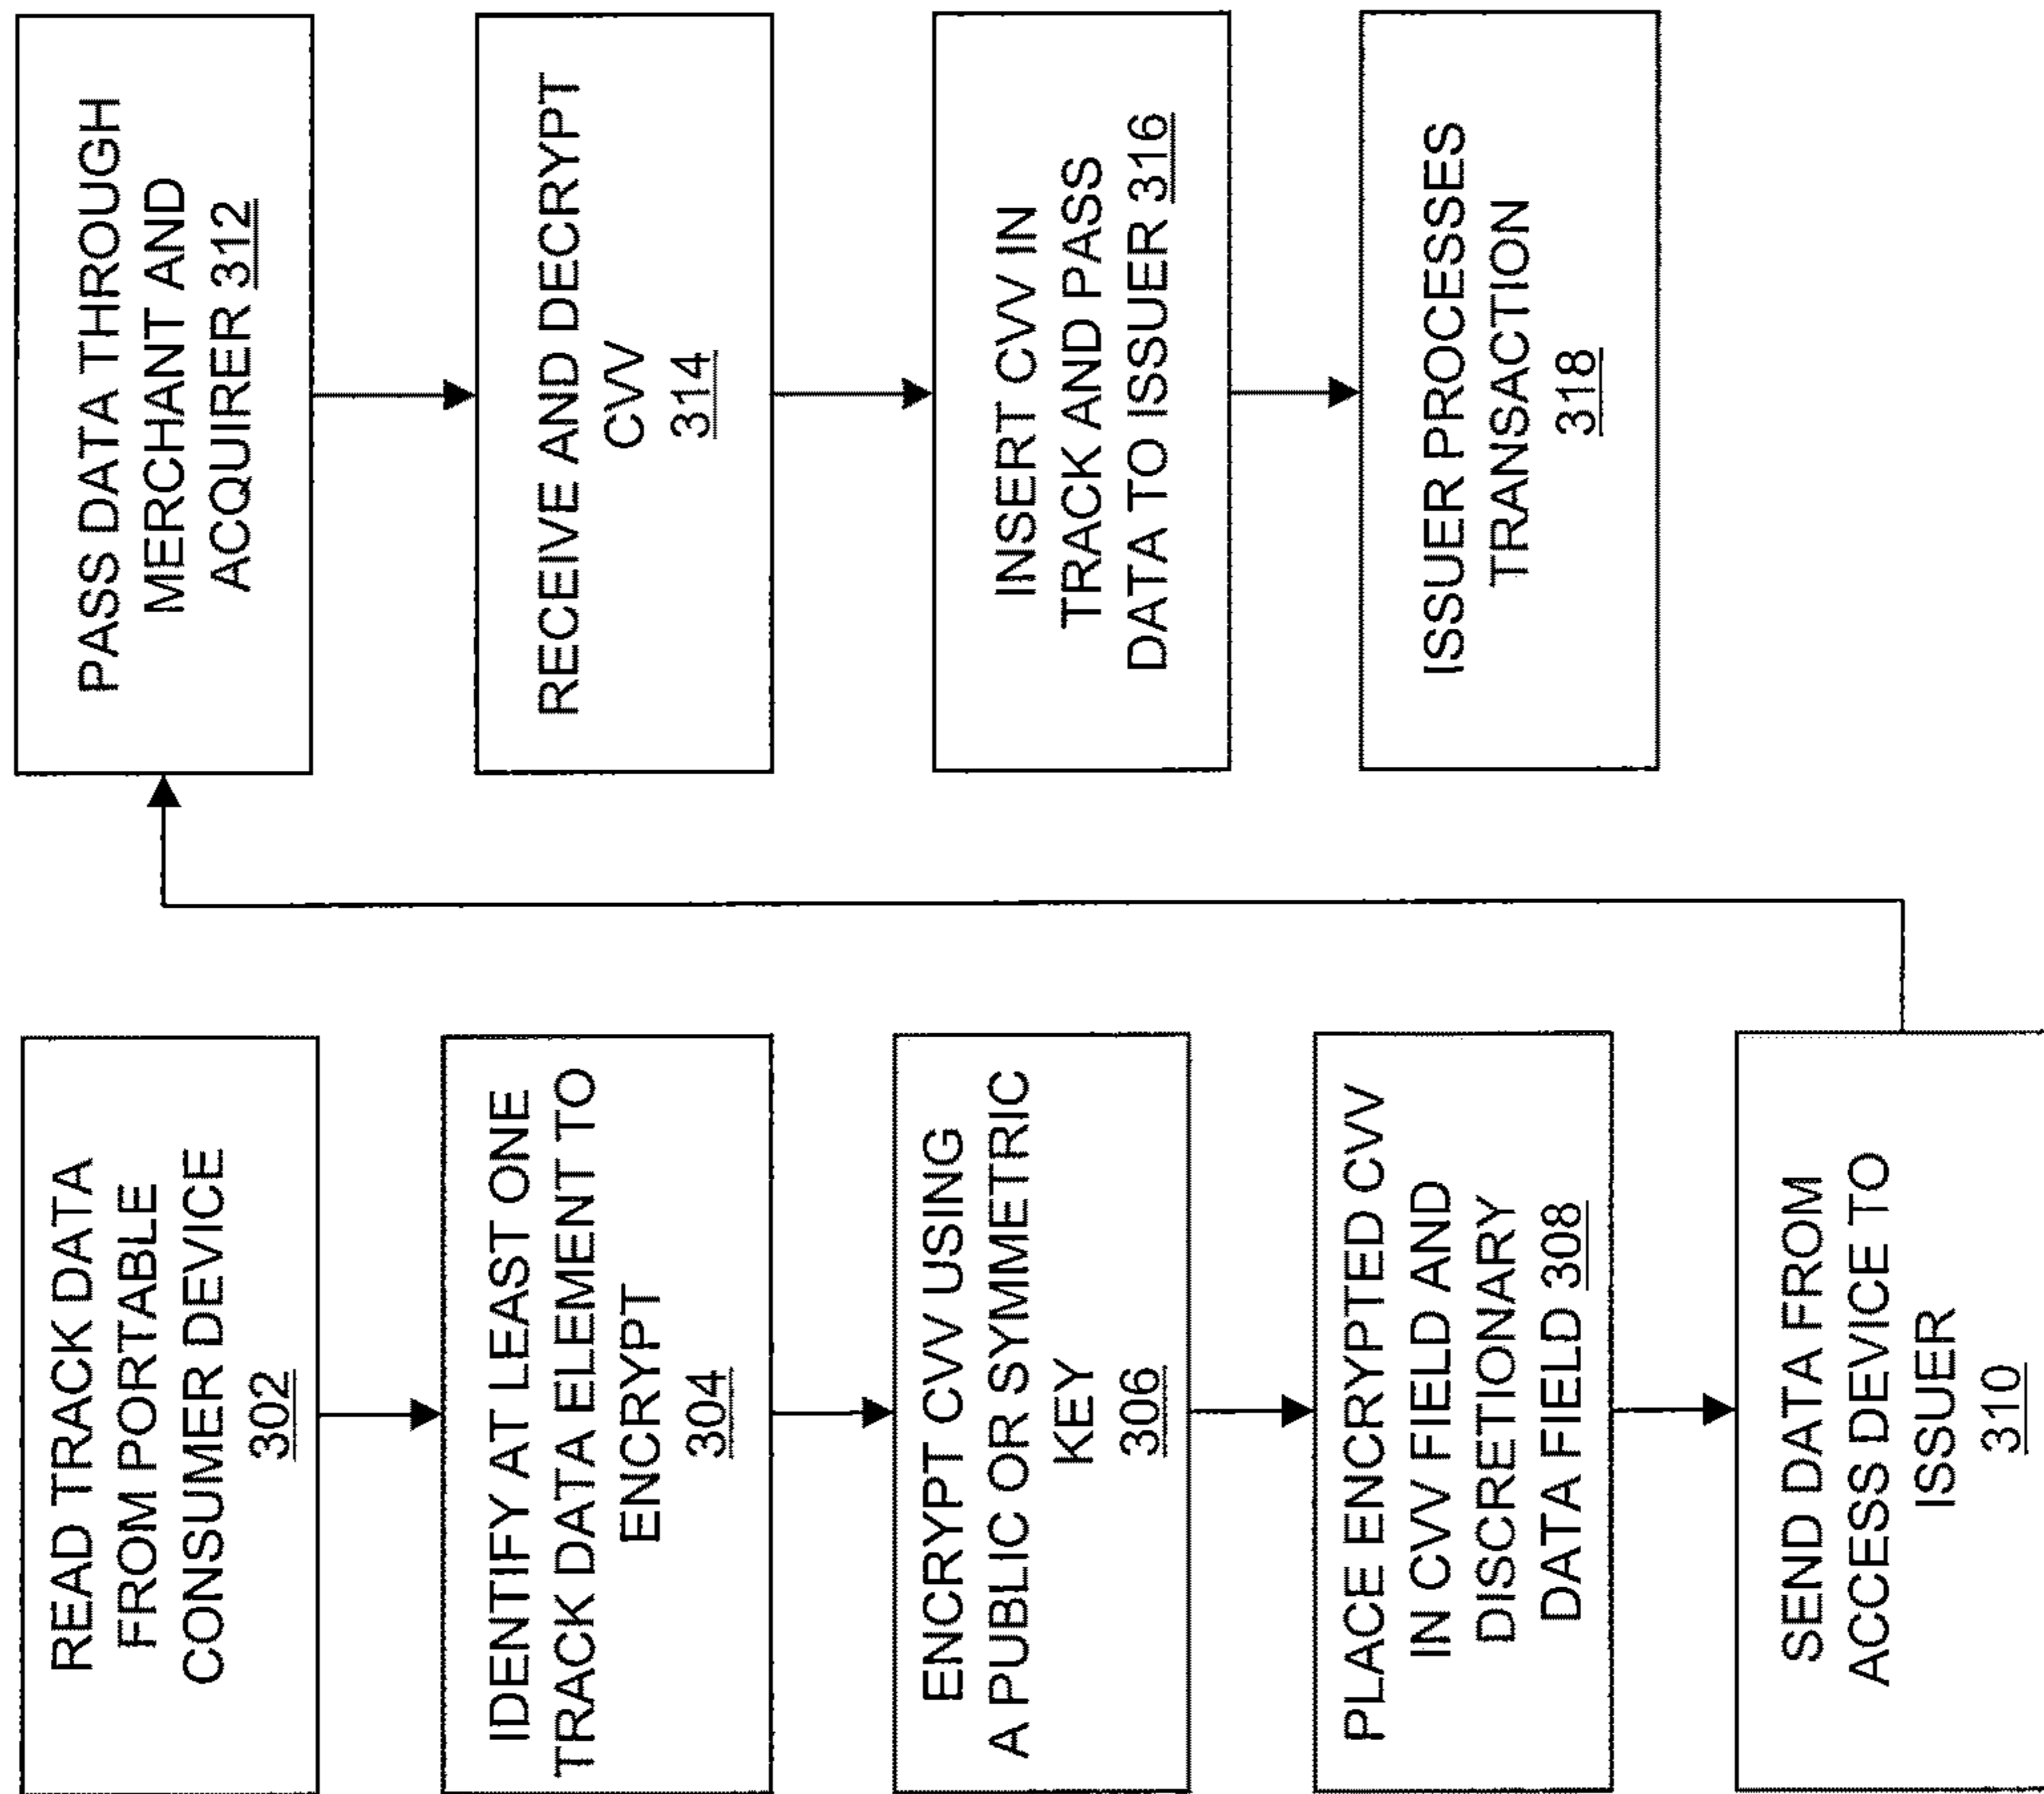 READ TRACK DATA
FROM PORTABLE
CONSUMER DEVICE
302
IDENTIFY AT LEAST ONE
TRACK DATA ELEMENT TO
ENCRYPT
304
ENCRYPT CVV USING
A PUBLIC OR SYMMETRIC
KEY
306
PLACE ENCRYPTED CVV
IN CVV FIELD AND
DISCRETIONARY
DATA FIELD 308
SEND DATA FROM
ACCESS DEVICE TO
ISSUER
310
PASS DATA THROUGH
MERCHANT AND
ACQUIRER 312
RECEIVE AND DECRYPT
CVV
314
INSERT CVV IN
TRACK AND PASS
DATA TO ISSUER 316
ISSUER PROCESSES
TRANSACTION
318